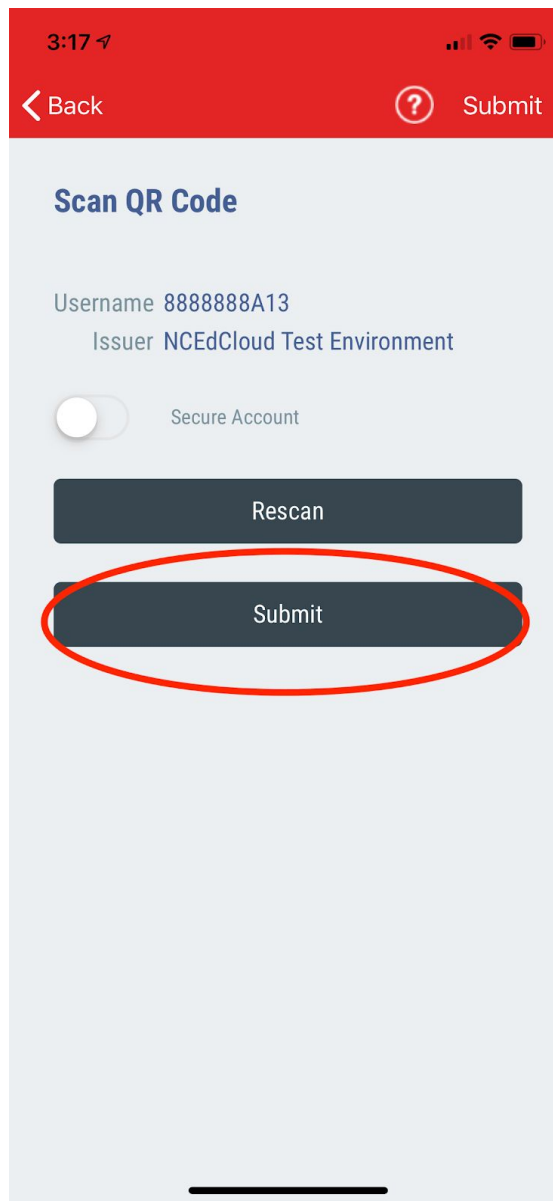 3:17
Back ? Submit
Scan QR Code
Username 8888888A13
Issuer NCEdCloud Test Environment
Secure Account
Rescan
Submit